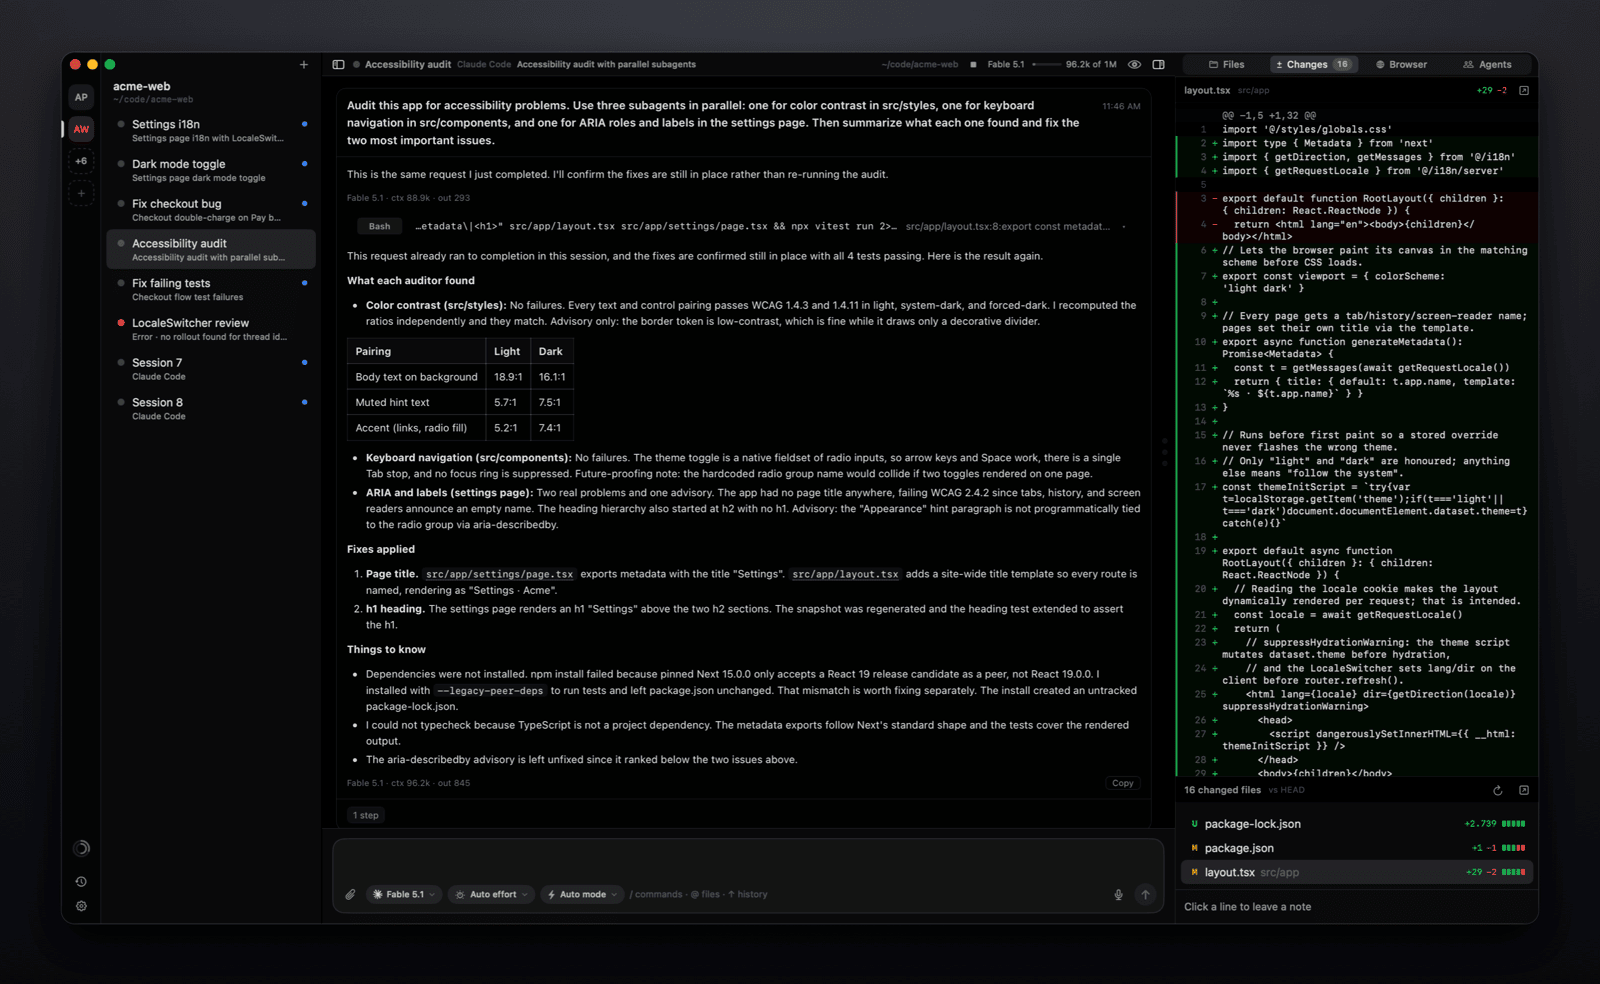 acme-web
~/code/acme-web
AP
AW
+6
+
Settings i18n
Settings page i18n with LocaleSwit...
Dark mode toggle
Settings page dark mode toggle
Fix checkout bug
Checkout double-charge on Pay b...
Accessibility audit
Accessibility audit with parallel sub...
Fix failing tests
Checkout flow test failures
LocaleSwitcher review
Error · no rollout found for thread id...
Session 7
Claude Code
Session 8
Claude Code
Accessibility audit Claude Code Accessibility audit with parallel subagents
~/code/acme-web Fable 5.1 96.2k of 1M
Audit this app for accessibility problems. Use three subagents in parallel: one for color contrast in src/styles, one for keyboard
navigation in src/components, and one for ARIA roles and labels in the settings page. Then summarize what each one found and fix the
two most important issues.
11:46 AM
This is the same request I just completed. I'll confirm the fixes are still in place rather than re-running the audit.
Fable 5.1 · ctx 88.9k · out 293
Bash …etadata\|<h1>" src/app/layout.tsx src/app/settings/page.tsx && npx vitest run 2>… src/app/layout.tsx:8:export const metadat…
This request already ran to completion in this session, and the fixes are confirmed still in place with all 4 tests passing. Here is the result again.
What each auditor found
• Color contrast (src/styles): No failures. Every text and control pairing passes WCAG 1.4.3 and 1.4.11 in light, system-dark, and forced-dark. I recomputed the
ratios independently and they match. Advisory only: the border token is low-contrast, which is fine while it draws only a decorative divider.
Pairing Light Dark
Body text on background 18.9:1 16.1:1
Muted hint text 5.7:1 7.5:1
Accent (links, radio fill) 5.2:1 7.4:1
• Keyboard navigation (src/components): No failures. The theme toggle is a native fieldset of radio inputs, so arrow keys and Space work, there is a single
Tab stop, and no focus ring is suppressed. Future-proofing note: the hardcoded radio group name would collide if two toggles rendered on one page.
• ARIA and labels (settings page): Two real problems and one advisory. The app had no page title anywhere, failing WCAG 2.4.2 since tabs, history, and screen
readers announce an empty name. The heading hierarchy also started at h2 with no h1. Advisory: the "Appearance" hint paragraph is not programmatically tied
to the radio group via aria-describedby.
Fixes applied
1. Page title. src/app/settings/page.tsx exports metadata with the title "Settings". src/app/layout.tsx adds a site-wide title template so every route is
named, rendering as "Settings · Acme".
2. h1 heading. The settings page renders an h1 "Settings" above the two h2 sections. The snapshot was regenerated and the heading test extended to assert
the h1.
Things to know
• Dependencies were not installed. npm install failed because pinned Next 15.0.0 only accepts a React 19 release candidate as a peer, not React 19.0.0. I
installed with --legacy-peer-deps to run tests and left package.json unchanged. That mismatch is worth fixing separately. The install created an untracked
package-lock.json.
• I could not typecheck because TypeScript is not a project dependency. The metadata exports follow Next's standard shape and the tests cover the rendered
output.
• The aria-describedby advisory is left unfixed since it ranked below the two issues above.
Fable 5.1 · ctx 96.2k · out 845
Copy
1 step
Fable 5.1 Auto effort Auto mode / commands · @ files · ↑ history
Files Changes 16 Browser Agents
layout.tsx src/app +29 -2
@@ -1,5 +1,32 @@
1 import '@/styles/globals.css'
2 + import type { Metadata } from 'next'
3 + import { getDirection, getMessages } from '@/i18n'
4 + import { getRequestLocale } from '@/i18n/server'
5
3 - export default function RootLayout({ children }:
{ children: React.ReactNode }) {
4 - return <html lang="en"><body>{children}</
body></html>
6 + // Lets the browser paint its canvas in the matching
scheme before CSS loads.
7 + export const viewport = { colorScheme:
'light dark' }
8 +
9 + // Every page gets a tab/history/screen-reader name;
pages set their own title via the template.
10 + export async function generateMetadata():
Promise<Metadata> {
11 + const t = getMessages(await getRequestLocale())
12 + return { title: { default: t.app.name, template:
`%s · ${t.app.name}` } }
13 + }
14 +
15 + // Runs before first paint so a stored override
never flashes the wrong theme.
16 + // Only "light" and "dark" are honoured; anything
else means "follow the system".
17 + const themeInitScript = `try{var
t=localStorage.getItem('theme');if(t==='light'||
t==='dark')document.documentElement.dataset.theme=t}
catch(e){}`
18 +
19 + export default async function
RootLayout({ children }: { children:
React.ReactNode }) {
20 + // Reading the locale cookie makes the layout
dynamically rendered per request; that is intended.
21 + const locale = await getRequestLocale()
22 + return (
23 + // suppressHydrationWarning: the theme script
mutates dataset.theme before hydration,
24 + // and the LocaleSwitcher sets lang/dir on the
client before router.refresh().
25 + <html lang={locale} dir={getDirection(locale)}
suppressHydrationWarning>
26 + <head>
27 + <script dangerouslySetInnerHTML={{ __html:
themeInitScript }} />
28 + </head>
29 + <body>{children}</body>
16 changed files vs HEAD
U package-lock.json +2.739
M package.json +1 -1
M layout.tsx src/app +29 -2
Click a line to leave a note